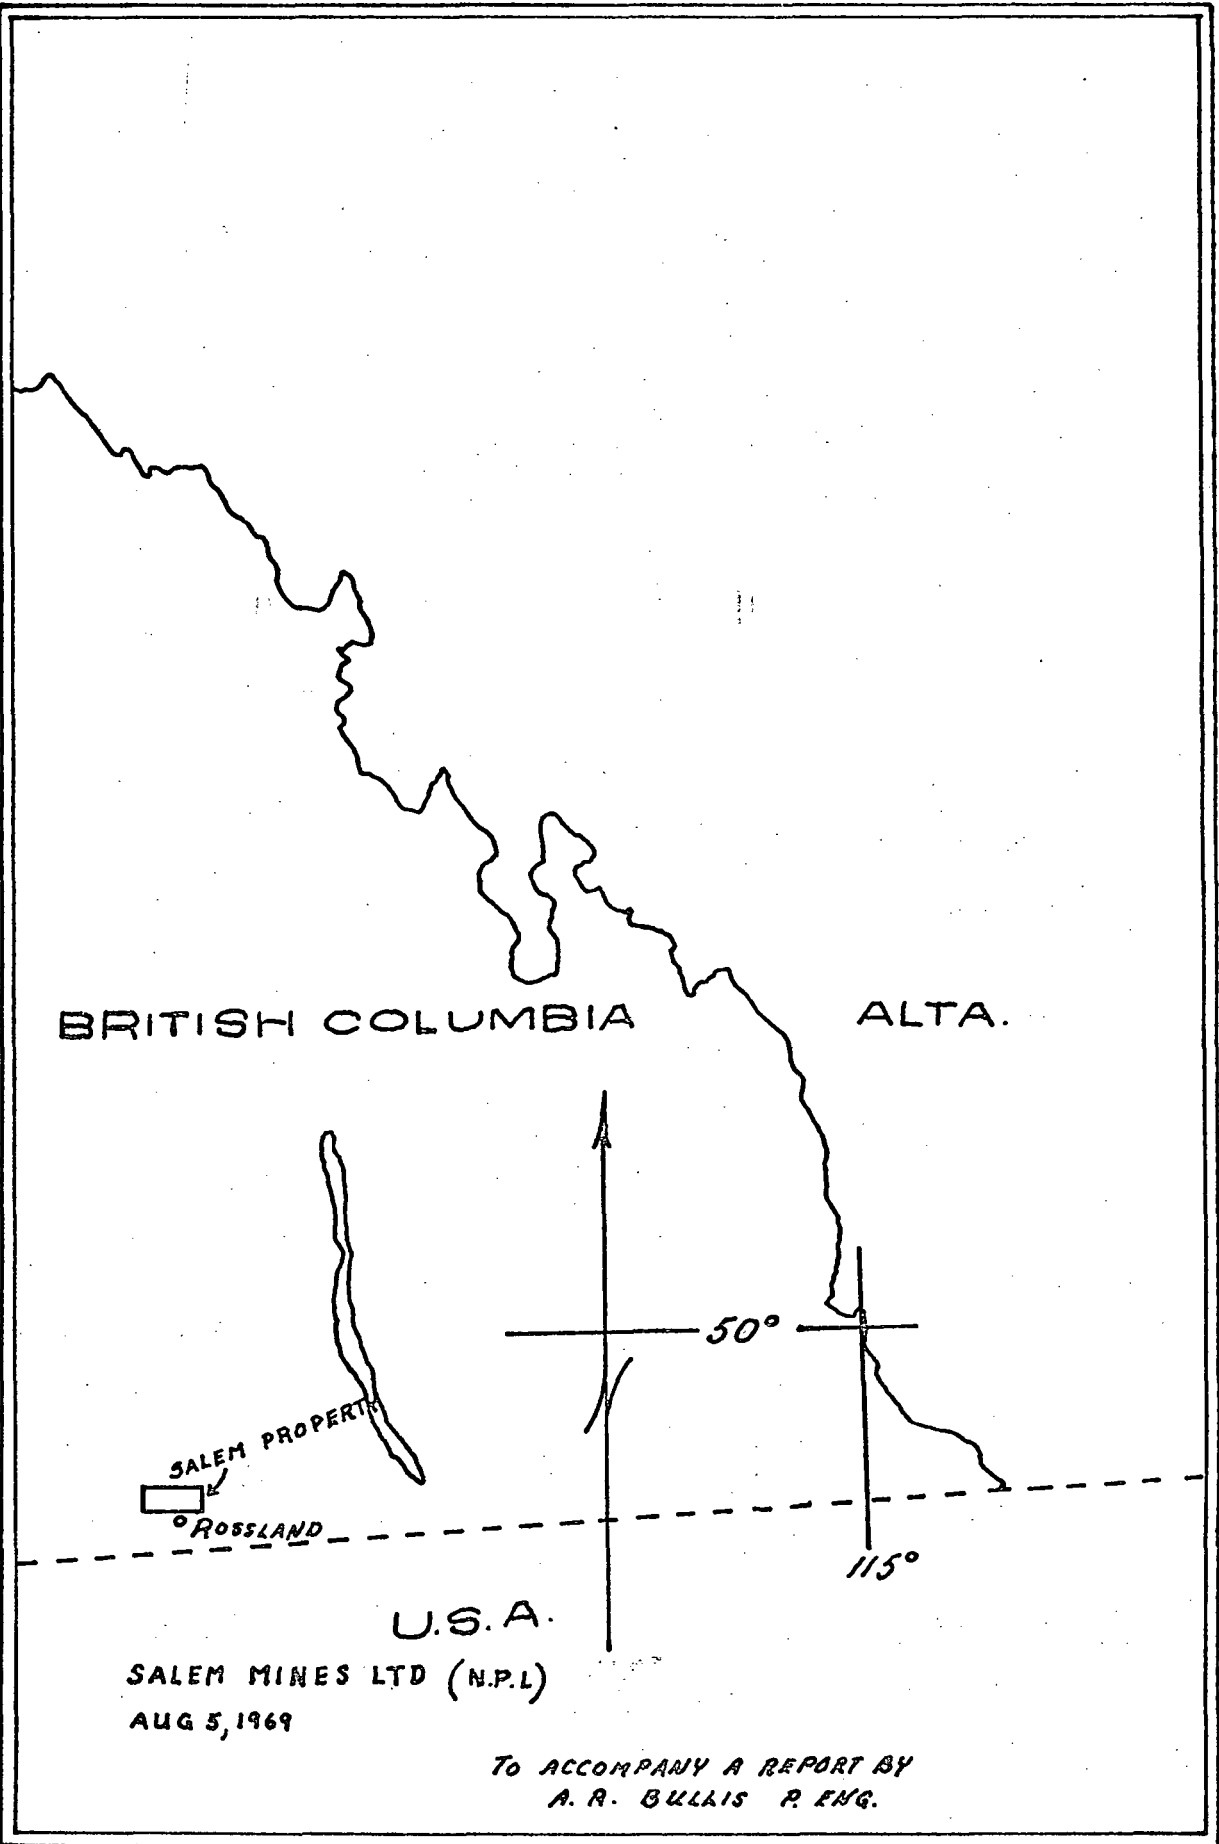 BRITISH COLUMBIA
ALTA.
50°
SALEM PROPERTY
ROSSLAND
115°
U.S.A.
SALEM MINES LTD (N.P.L)
AUG 5, 1969
TO ACCOMPANY A REPORT BY
A. A. BULLIS P. ENG.